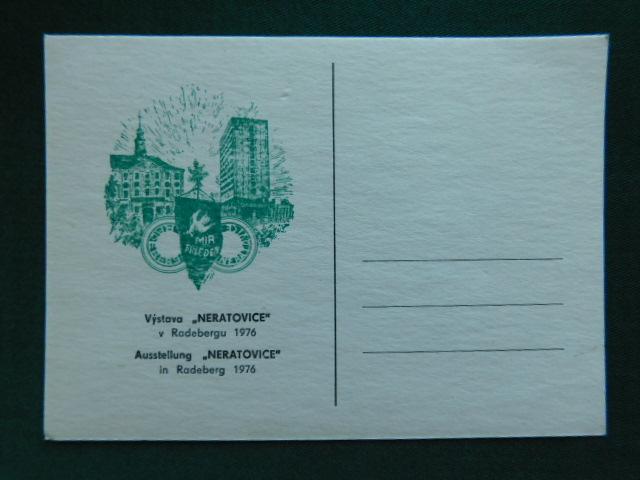 MIR
FRIEDEN
Výstava „NERATOVICE"
v Radebergu 1976
Ausstellung „NERATOVICE"
in Radeberg 1976